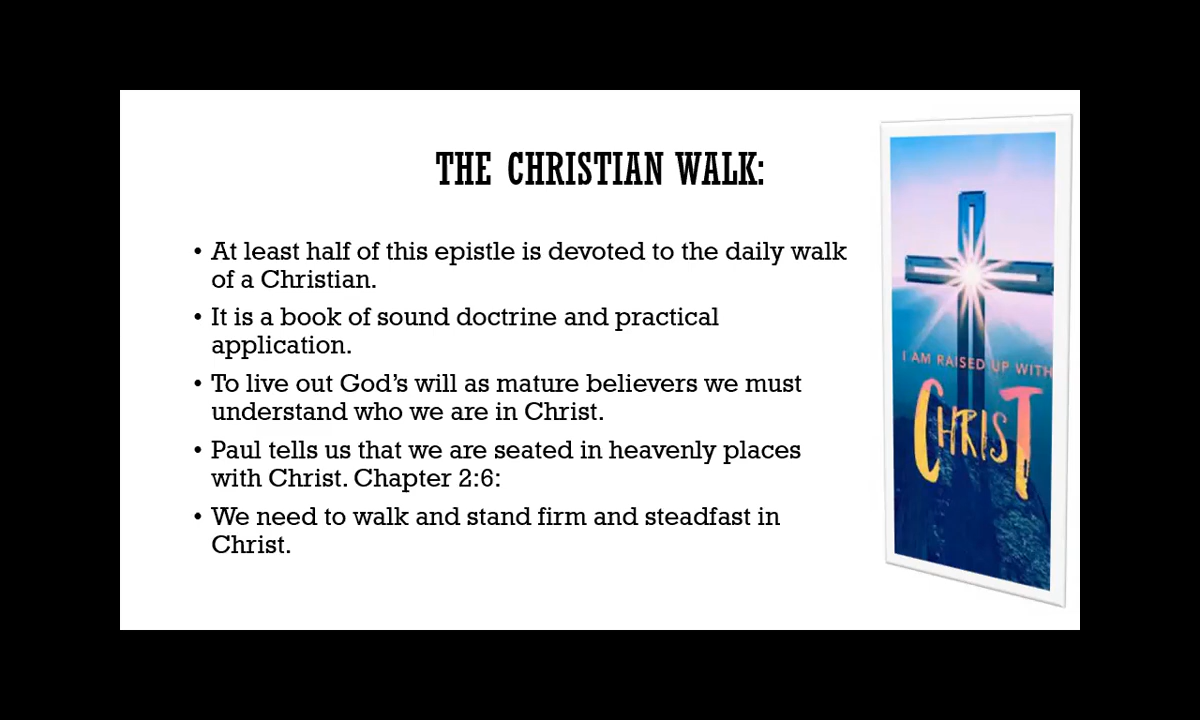 THE CHRISTIAN WALK:
• At least half of this epistle is devoted to the daily walk
of a Christian.
• It is a book of sound doctrine and practical
application.
• To live out God’s will as mature believers we must
understand who we are in Christ.
• Paul tells us that we are seated in heavenly places
with Christ. Chapter 2:6:
• We need to walk and stand firm and steadfast in
Christ.
I AM RAISED UP WITH
CHRIST